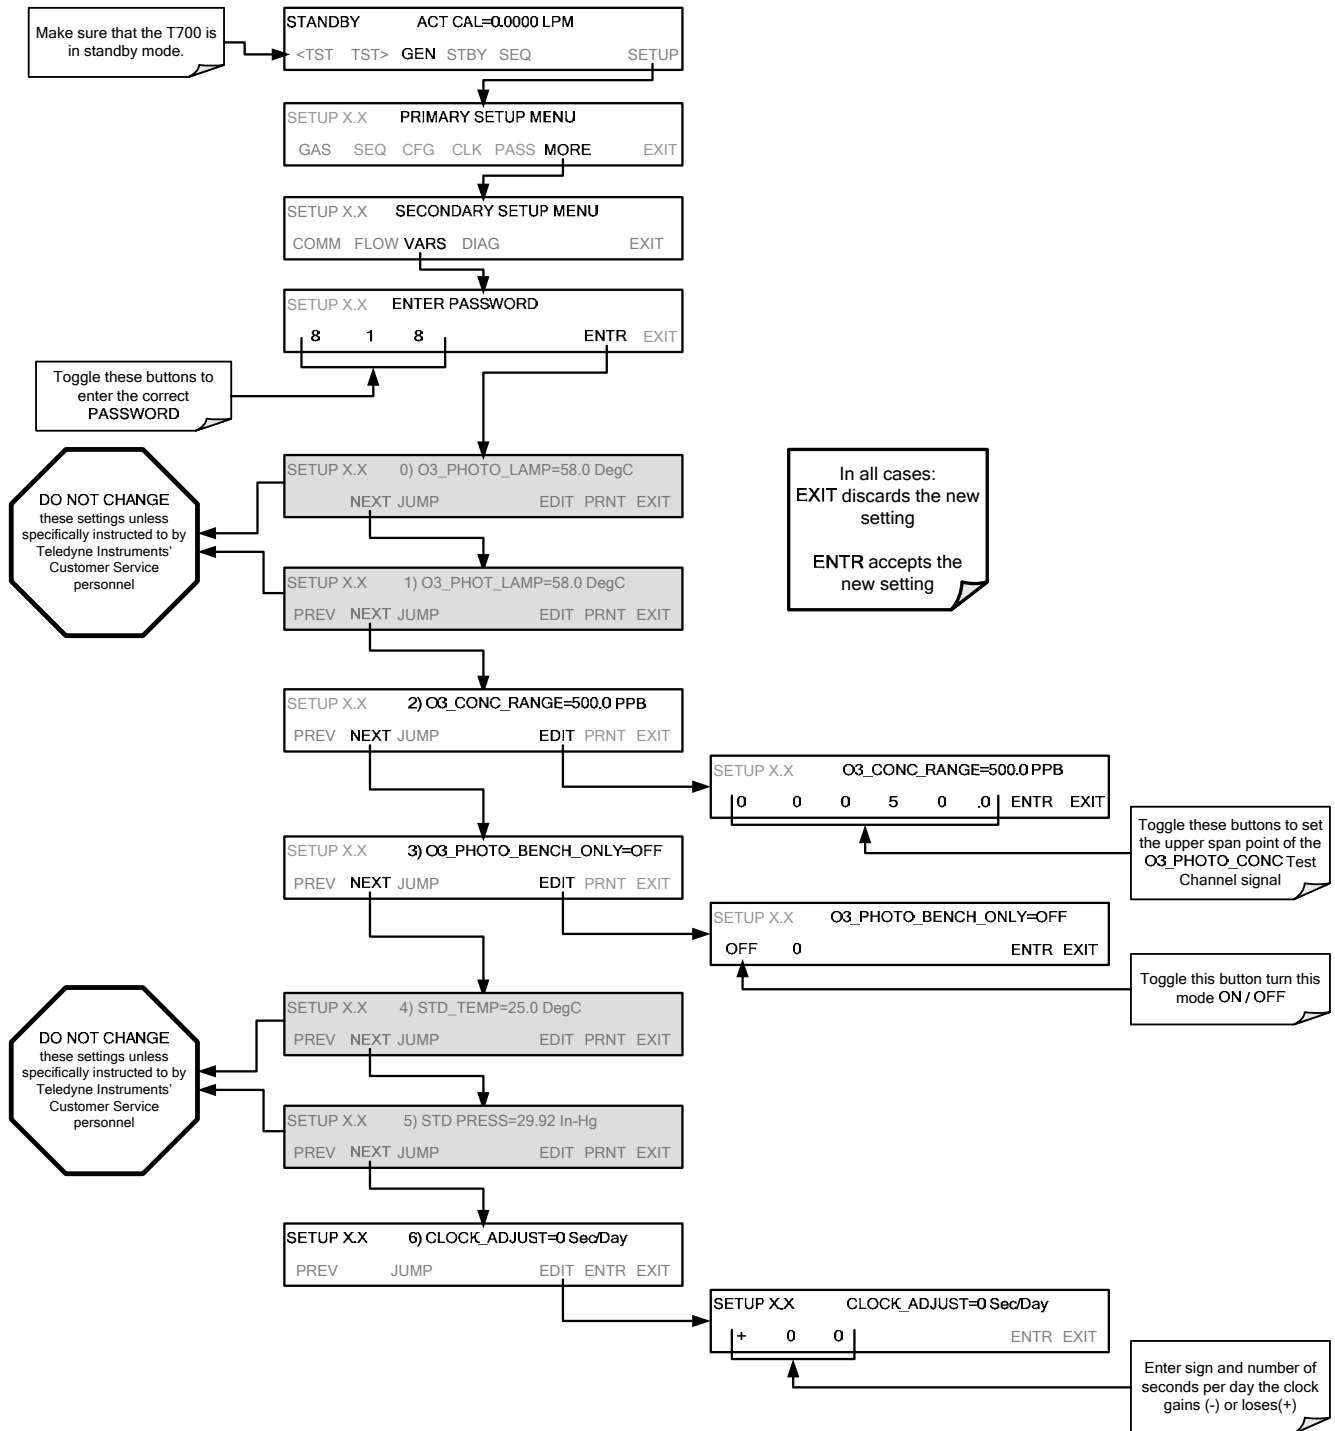 Make sure that the T700 is
in standby mode.
STANDBY ACT CAL=0.0000 LPM
<TST TST> GEN STBY SEQ SETUP
SETUP X.X PRIMARY SETUP MENU
GAS SEQ CFG CLK PASS MORE EXIT
SETUP X.X SECONDARY SETUP MENU
COMM FLOW VARS DIAG EXIT
SETUP X.X ENTER PASSWORD
8 1 8 ENTR EXIT
Toggle these buttons to
enter the correct
PASSWORD
SETUP X.X 0) O3_PHOTO_LAMP=58.0 DegC
NEXT JUMP EDIT PRNT EXIT
DO NOT CHANGE
these settings unless
specifically instructed to by
Teledyne Instruments'
Customer Service
personnel
In all cases:
EXIT discards the new
setting
ENTR accepts the
new setting
SETUP X.X 1) O3_PHOT_LAMP=58.0 DegC
PREV NEXT JUMP EDIT PRNT EXIT
SETUP X.X 2) O3_CONC_RANGE=500.0 PPB
PREV NEXT JUMP EDIT PRNT EXIT
SETUP X.X O3_CONC_RANGE=500.0 PPB
0 0 0 5 0 .0 ENTR EXIT
Toggle these buttons to set
the upper span point of the
O3_PHOTO_CONC Test
Channel signal
SETUP X.X 3) O3_PHOTO_BENCH_ONLY=OFF
PREV NEXT JUMP EDIT PRNT EXIT
SETUP X.X O3_PHOTO_BENCH_ONLY=OFF
OFF 0 ENTR EXIT
Toggle this button turn this
mode ON / OFF
SETUP X.X 4) STD_TEMP=25.0 DegC
PREV NEXT JUMP EDIT PRNT EXIT
DO NOT CHANGE
these settings unless
specifically instructed to by
Teledyne Instruments'
Customer Service
personnel
SETUP X.X 5) STD PRESS=29.92 In-Hg
PREV NEXT JUMP EDIT PRNT EXIT
SETUP X.X 6) CLOCK_ADJUST=0 Sec/Day
PREV JUMP EDIT ENTR EXIT
SETUP X.X CLOCK_ADJUST=0 Sec/Day
+ 0 0 ENTR EXIT
Enter sign and number of
seconds per day the clock
gains (-) or loses(+)